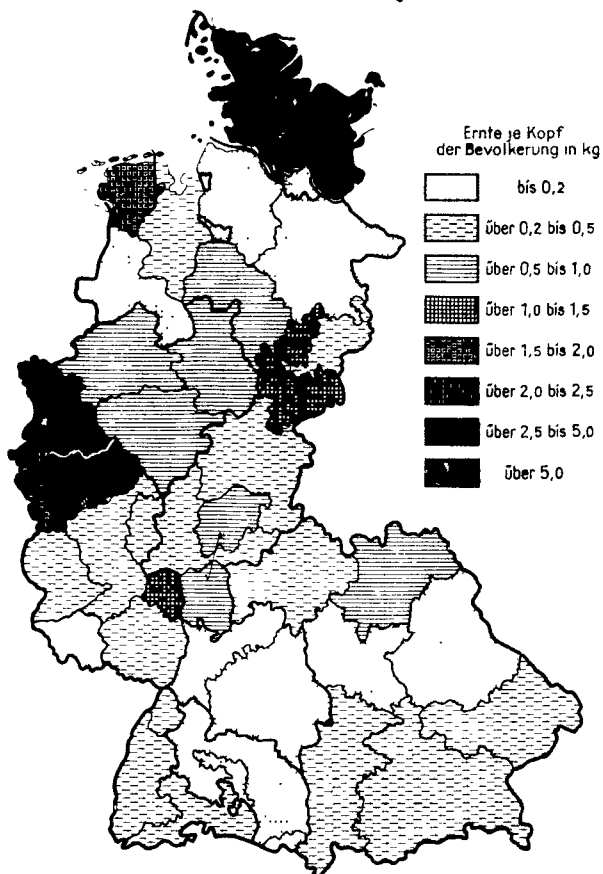 Ernte je Kopf
der Bevolkerung in kg
bis 0,2
über 0,2 bis 0,5
über 0,5 bis 1,0
über 1,0 bis 1,5
über 1,5 bis 2,0
über 2,0 bis 2,5
über 2,5 bis 5,0
über 5,0